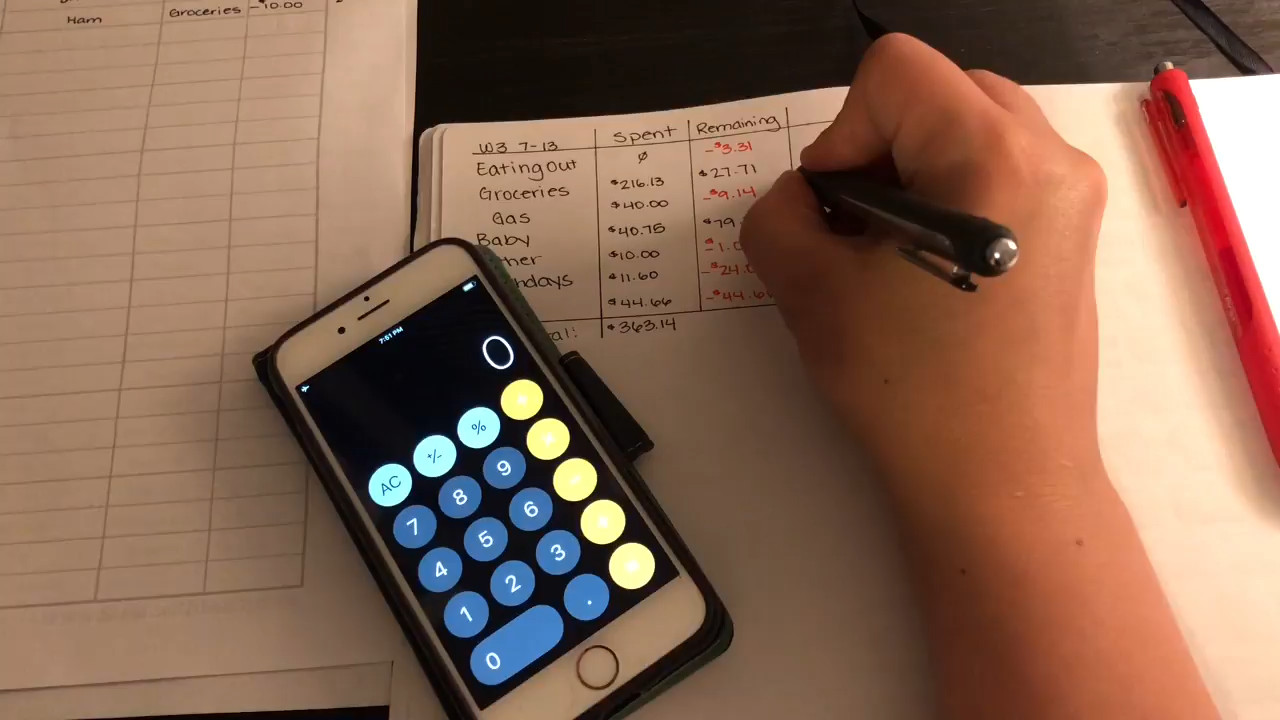 Ham Groceries -$10.00
W3 7-13 Spent Remaining
Eating Out ∅ -$3.31
Groceries $216.13 $27.71
Gas $40.00 -$9.14
Baby $40.75 $79.
$10.00
$11.60
$44.66
$363.14
7:51 PM
0
AC +/- %
7 8 9
4 5 6
1 2 3
0 .